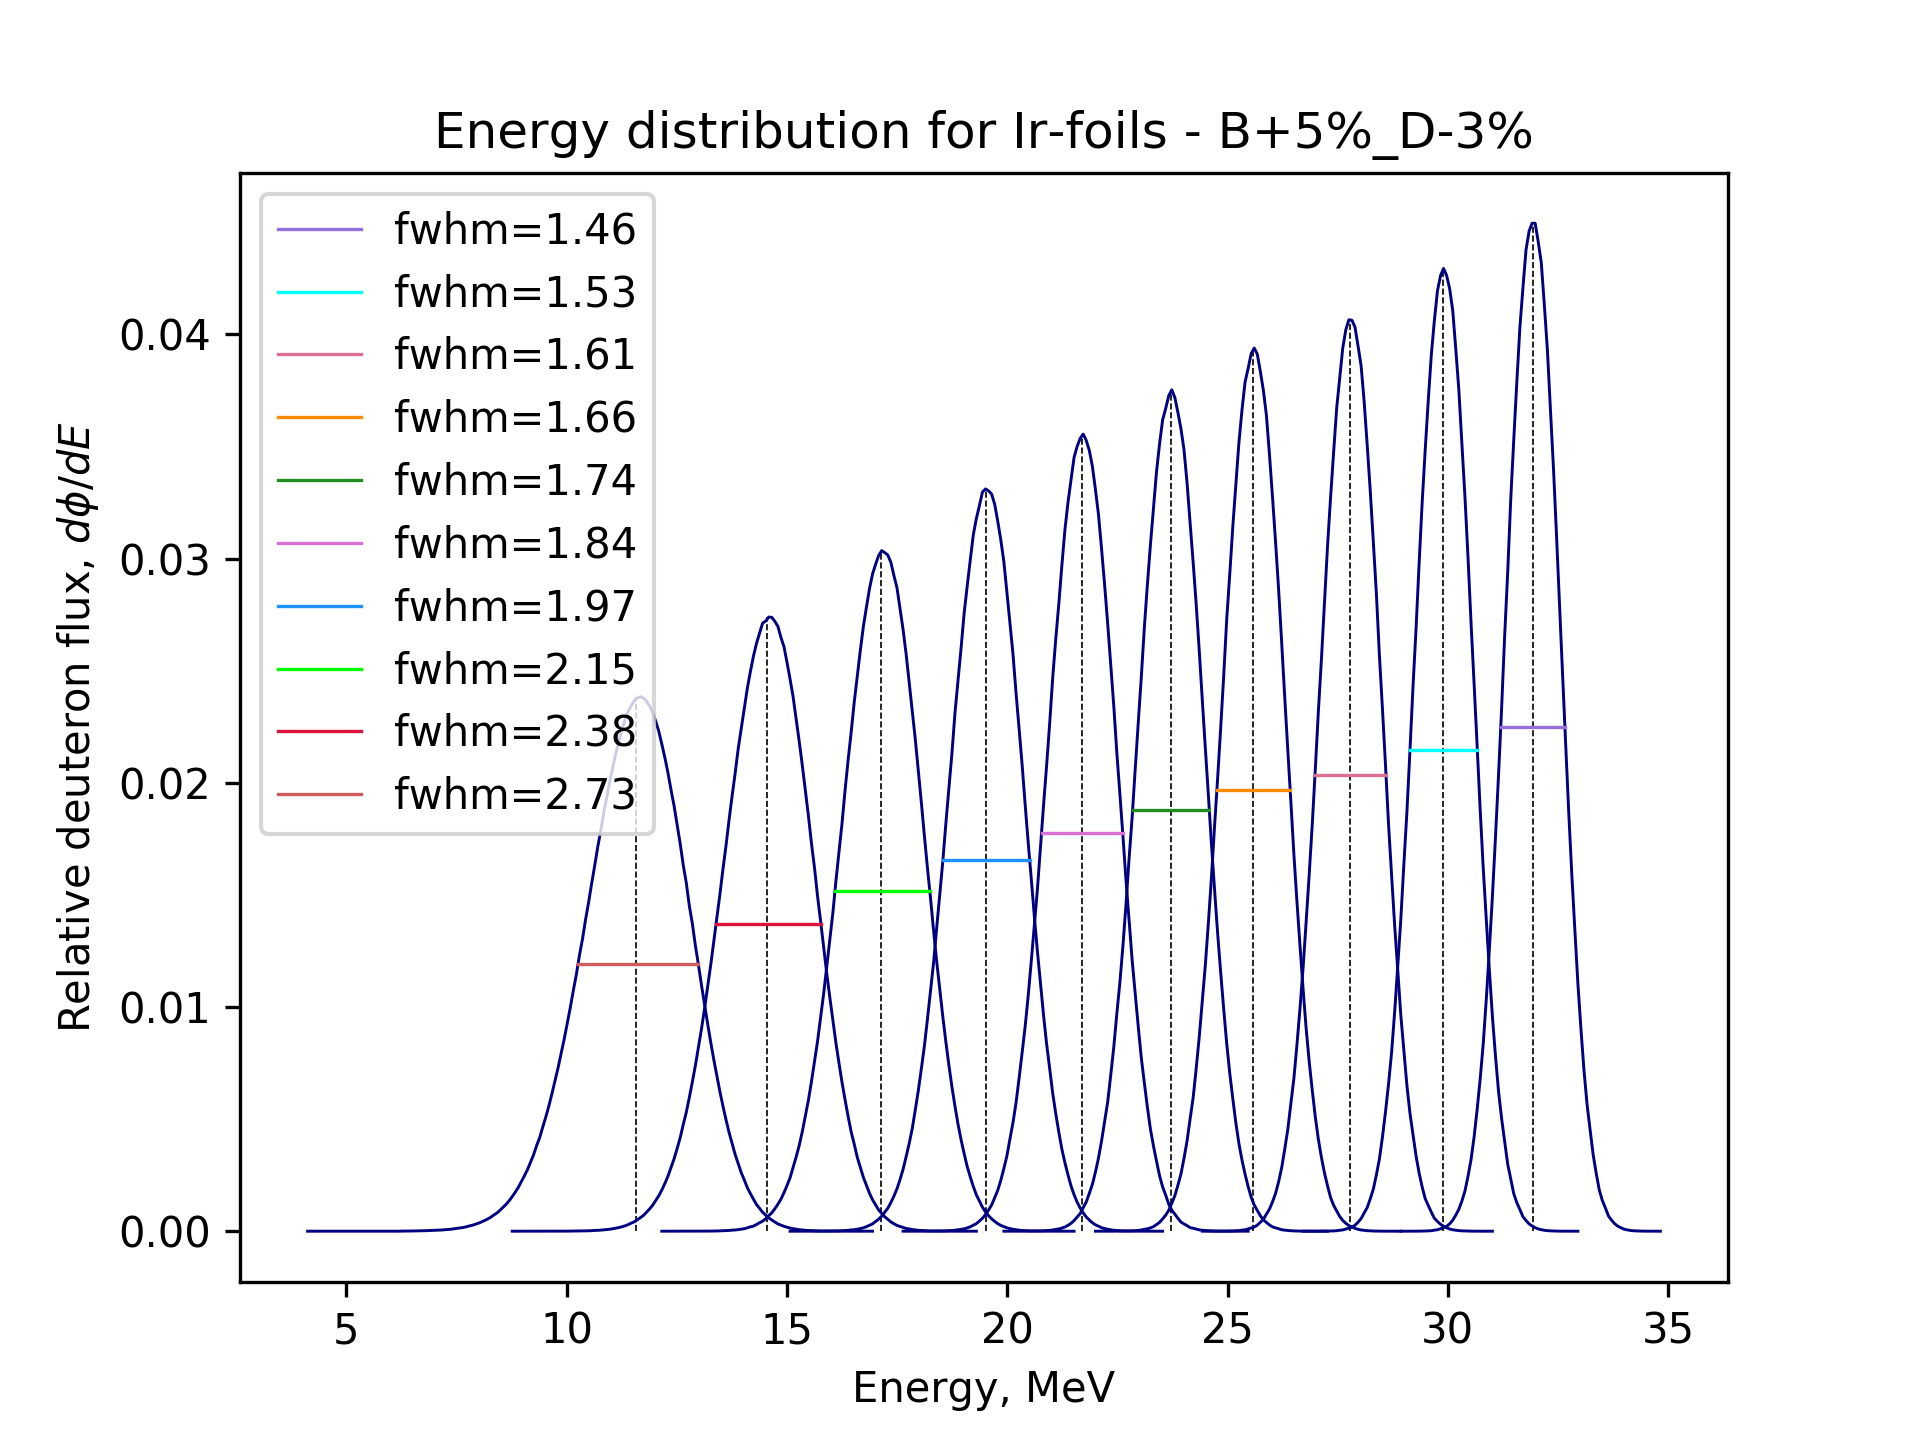 Energy distribution for Ir-foils - B+5%_D-3%
fwhm=1.46
fwhm=1.53
fwhm=1.61
fwhm=1.66
fwhm=1.74
fwhm=1.84
fwhm=1.97
fwhm=2.15
fwhm=2.38
fwhm=2.73
Relative deuteron flux, dϕ/dE
0.04
0.03
0.02
0.01
0.00
5 10 15 20 25 30 35
Energy, MeV